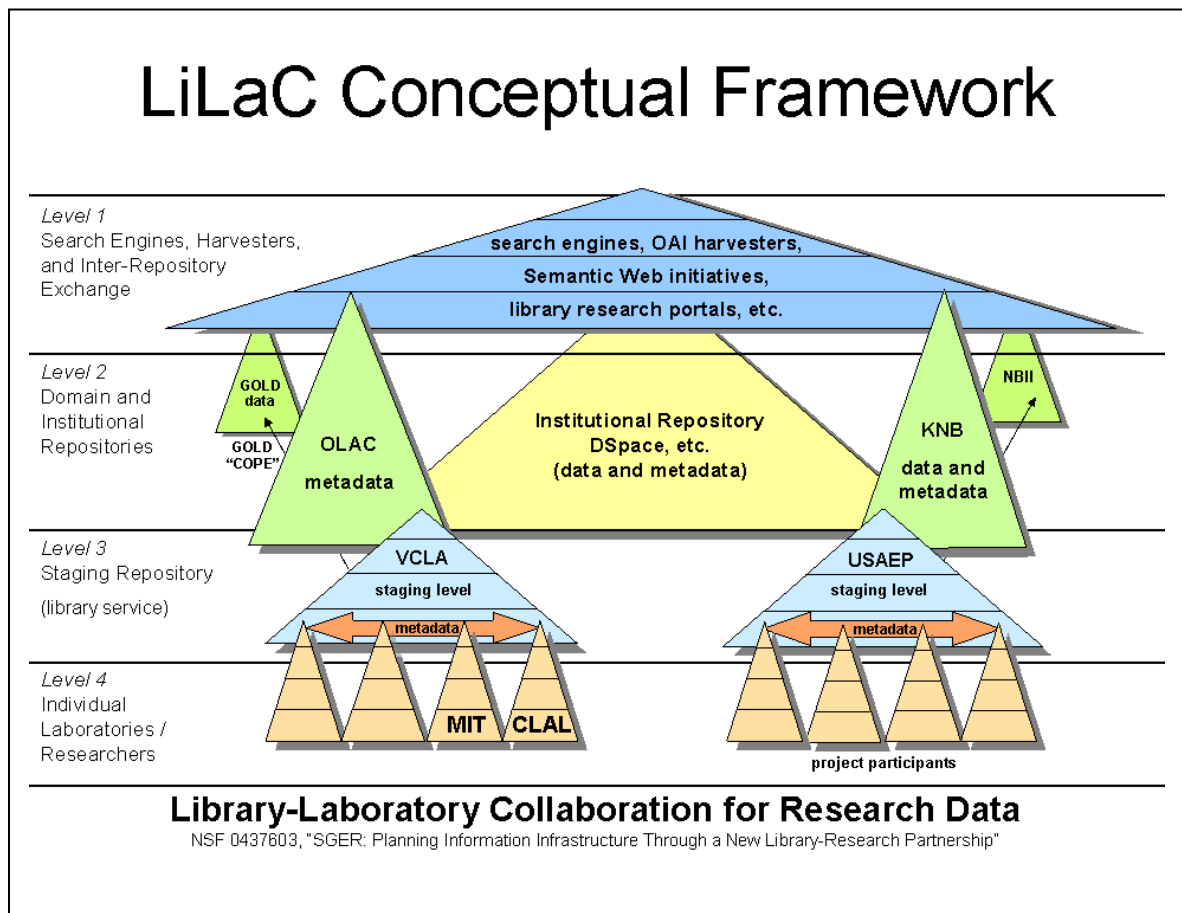 LiLaC Conceptual Framework
Level 1
Search Engines, Harvesters,
and Inter-Repository
Exchange
search engines, OAI harvesters,
Semantic Web initiatives,
library research portals, etc.
Level 2
Domain and
Institutional
Repositories
GOLD
data
GOLD
“COPE”
OLAC
metadata
Institutional Repository
DSpace, etc.
(data and metadata)
KNB
data and
metadata
NBII
Level 3
Staging Repository
(library service)
VCLA
staging level
metadata
USAEP
staging level
metadata
Level 4
Individual
Laboratories /
Researchers
MIT
CLAL
project participants
Library-Laboratory Collaboration for Research Data
NSF 0437603, "SGER: Planning Information Infrastructure Through a New Library-Research Partnership"